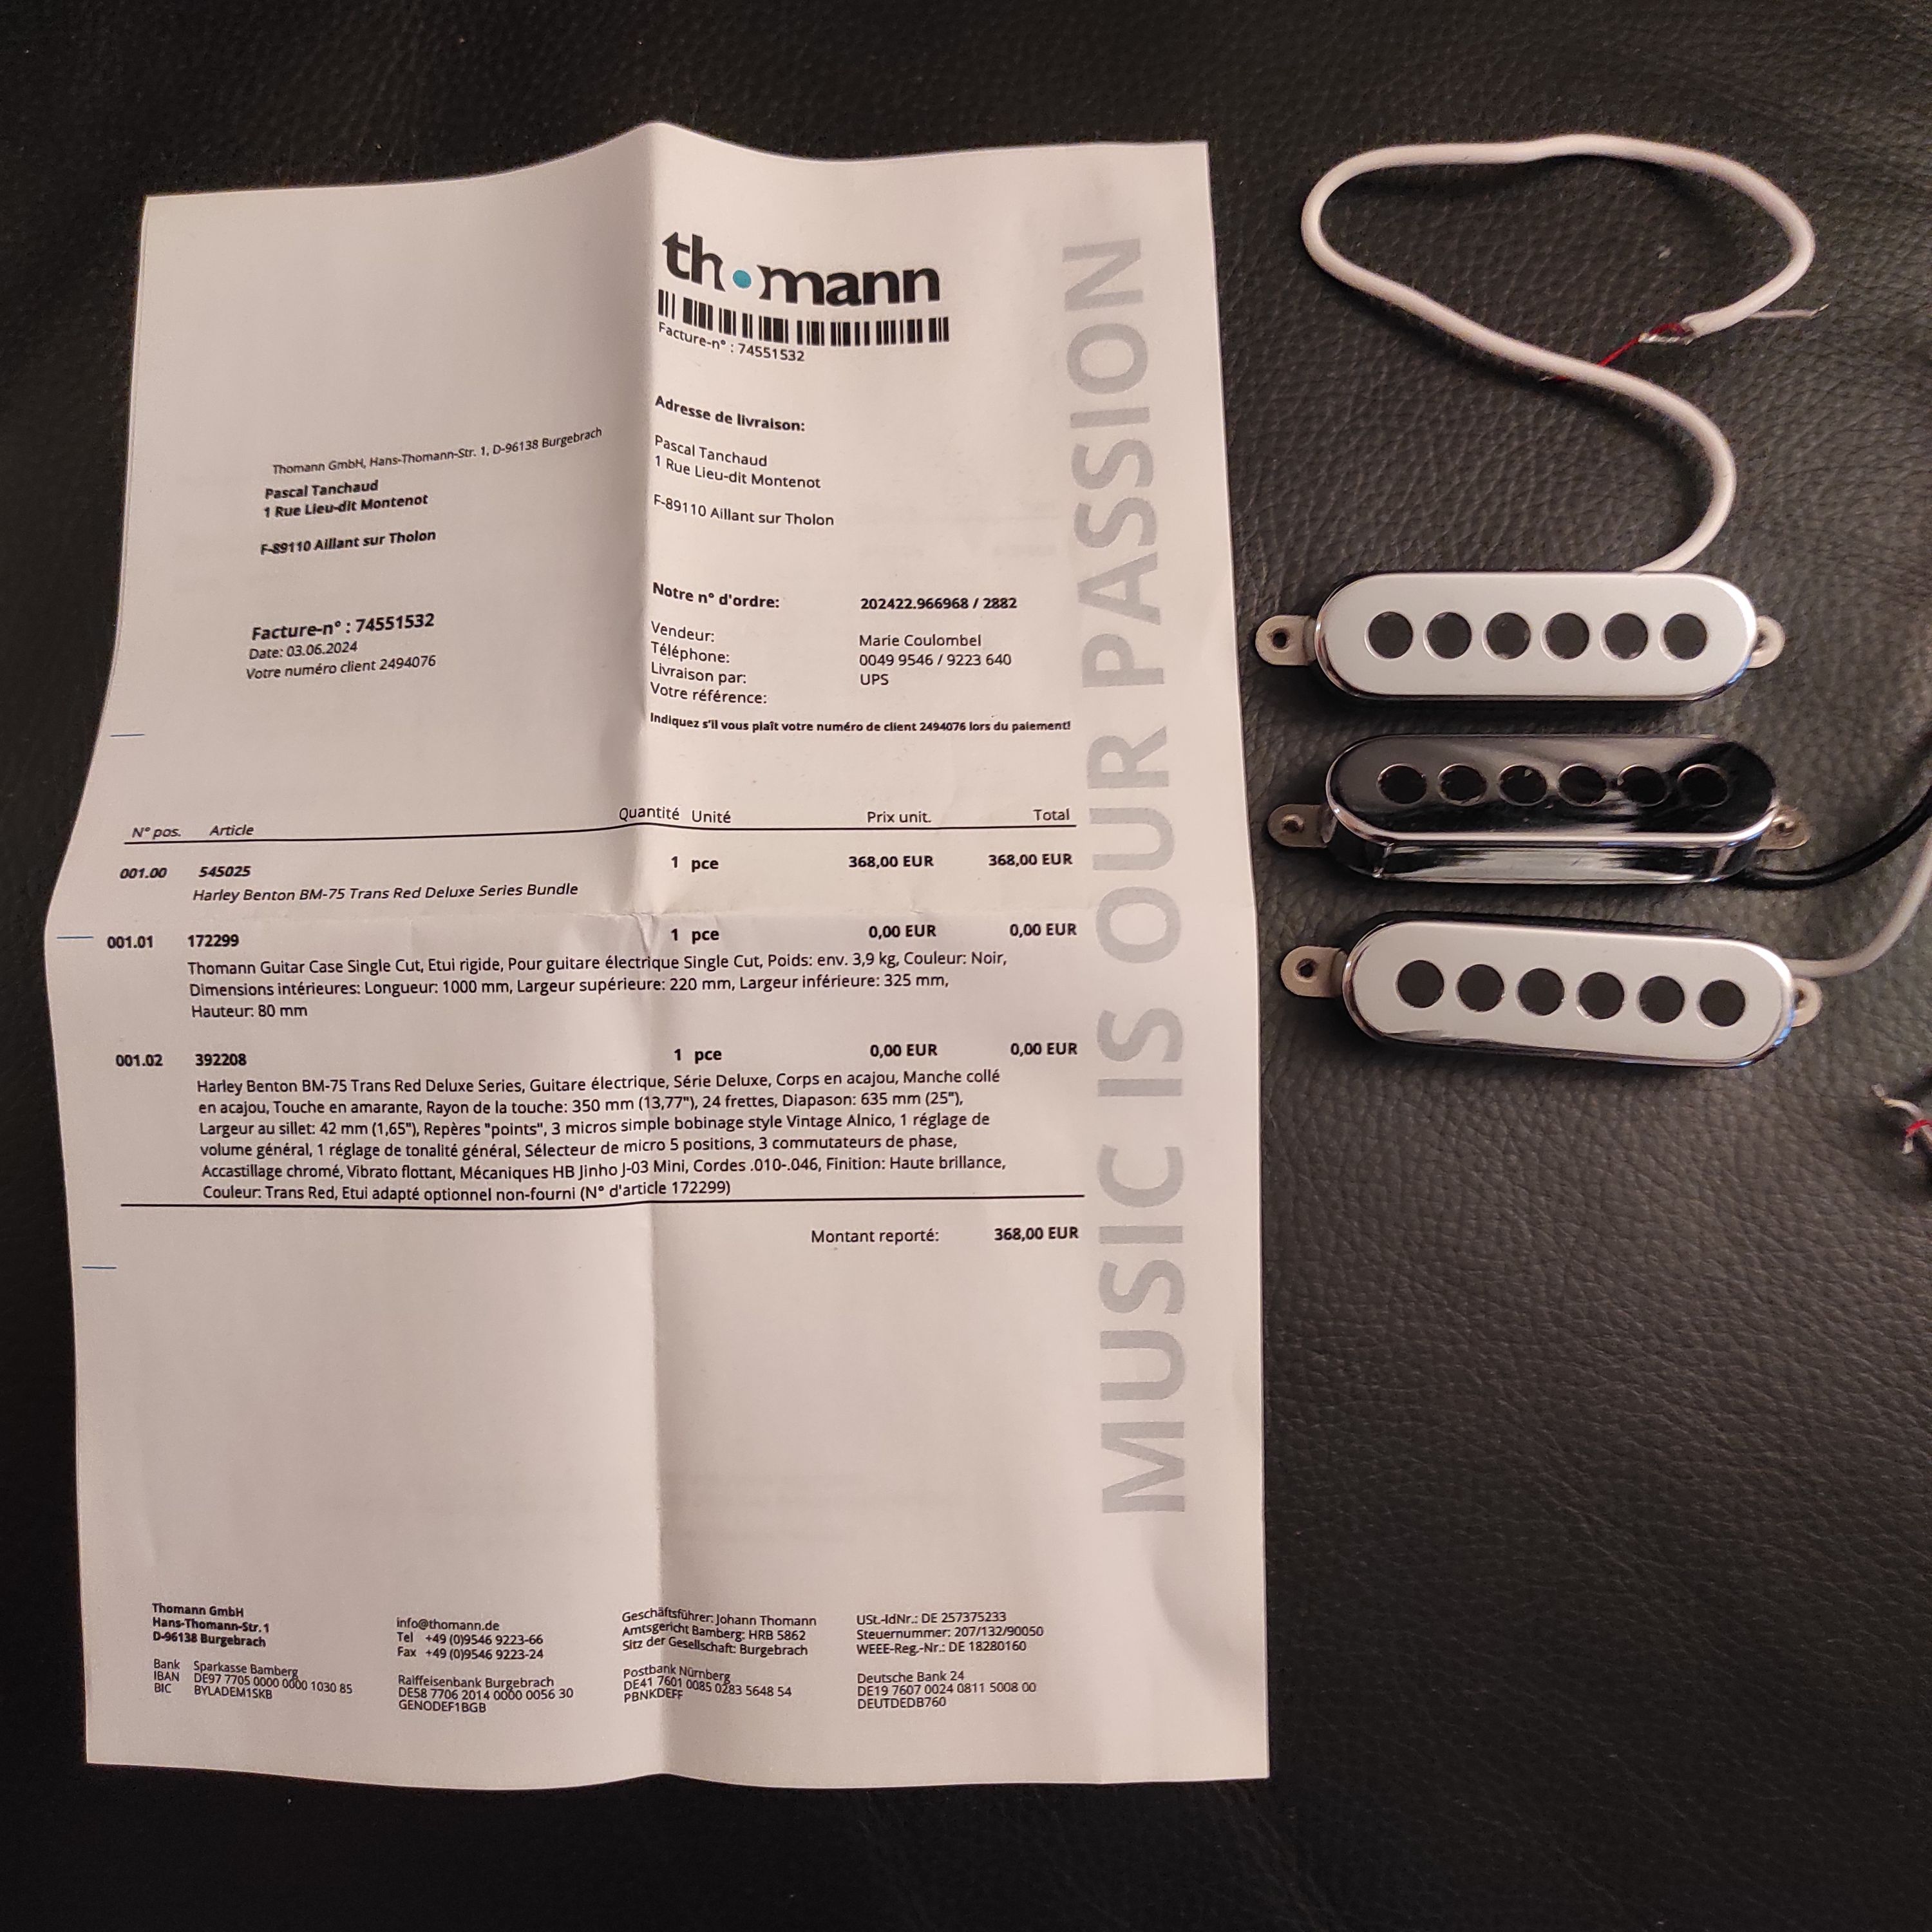 th•mann
Facture-n° : 74551532
Adresse de livraison:
Pascal Tanchaud
1 Rue Lieu-dit Montenot
F-89110 Aillant sur Tholon
Thomann GmbH, Hans-Thomann-Str. 1, D-96138 Burgebrach
Pascal Tanchaud
1 Rue Lieu-dit Montenot
F-89110 Aillant sur Tholon
Facture-n° : 74551532
Date: 03.06.2024
Votre numéro client 2494076
Notre n° d'ordre: 202422.966968 / 2882
Vendeur: Marie Coulombel
Téléphone: 0049 9546 / 9223 640
Livraison par: UPS
Votre référence:
Indiquez s'il vous plaît votre numéro de client 2494076 lors du paiement!
N° pos. Article Quantité Unité Prix unit. Total
001.00 545025 1 pce 368,00 EUR 368,00 EUR
Harley Benton BM-75 Trans Red Deluxe Series Bundle
001.01 172299 1 pce 0,00 EUR 0,00 EUR
Thomann Guitar Case Single Cut, Etui rigide, Pour guitare électrique Single Cut, Poids: env. 3,9 kg, Couleur: Noir,
Dimensions intérieures: Longueur: 1000 mm, Largeur supérieure: 220 mm, Largeur inférieure: 325 mm,
Hauteur: 80 mm
001.02 392208 1 pce 0,00 EUR 0,00 EUR
Harley Benton BM-75 Trans Red Deluxe Series, Guitare électrique, Série Deluxe, Corps en acajou, Manche collé
en acajou, Touche en amarante, Rayon de la touche: 350 mm (13,77"), 24 frettes, Diapason: 635 mm (25"),
Largeur au sillet: 42 mm (1,65"), Repères "points", 3 micros simple bobinage style Vintage Alnico, 1 réglage de
volume général, 1 réglage de tonalité général, Sélecteur de micro 5 positions, 3 commutateurs de phase,
Accastillage chromé, Vibrato flottant, Mécaniques HB Jinho J-03 Mini, Cordes .010-.046, Finition: Haute brillance,
Couleur: Trans Red, Etui adapté optionnel non-fourni (N° d'article 172299)
Montant reporté: 368,00 EUR
MUSIC IS OUR PASSION
Thomann GmbH
Hans-Thomann-Str. 1
D-96138 Burgebrach
Bank Sparkasse Bamberg
IBAN DE97 7705 0000 0000 1030 85
BIC BYLADEM1SKB
info@thomann.de
Tel +49 (0)9546 9223-66
Fax +49 (0)9546 9223-24
Raiffeisenbank Burgebrach
DE58 7706 2014 0000 0056 30
GENODEF1BGB
Geschäftsführer: Johann Thomann
Amtsgericht Bamberg: HRB 5862
Sitz der Gesellschaft: Burgebrach
Postbank Nürnberg
DE41 7601 0085 0283 5648 54
PBNKDEFF
USt.-IdNr.: DE 257375233
Steuernummer: 207/132/90050
WEEE-Reg.-Nr.: DE 18280160
Deutsche Bank 24
DE19 7607 0024 0811 5008 00
DEUTDEDB760